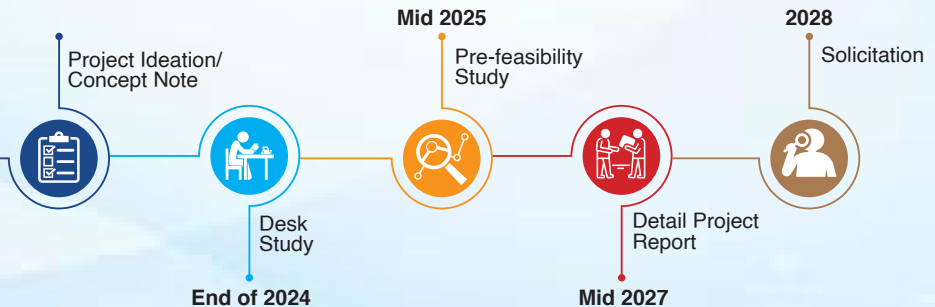 Mid 2025
2028
Project Ideation/
Concept Note
Pre-feasibility
Study
Solicitation
Desk
Study
Detail Project
Report
End of 2024
Mid 2027